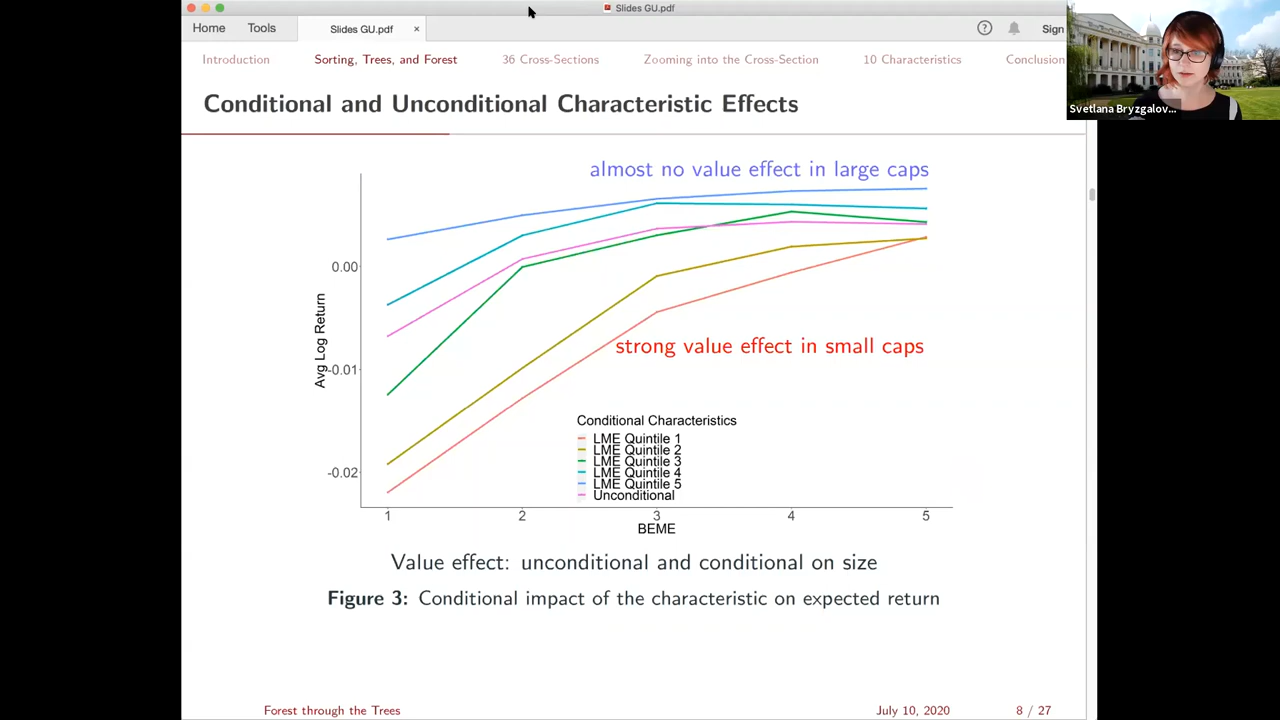 Slides GU.pdf
Home Tools Slides GU.pdf × ? Sign
Svetlana Bryzgalov...
Introduction Sorting, Trees, and Forest 36 Cross-Sections Zooming into the Cross-Section 10 Characteristics Conclusion
Conditional and Unconditional Characteristic Effects
almost no value effect in large caps
0.00
-0.01
-0.02
Avg Log Return
strong value effect in small caps
Conditional Characteristics
LME Quintile 1
LME Quintile 2
LME Quintile 3
LME Quintile 4
LME Quintile 5
Unconditional
1 2 3 4 5
BEME
Value effect: unconditional and conditional on size
Figure 3: Conditional impact of the characteristic on expected return
Forest through the Trees July 10, 2020 8 / 27